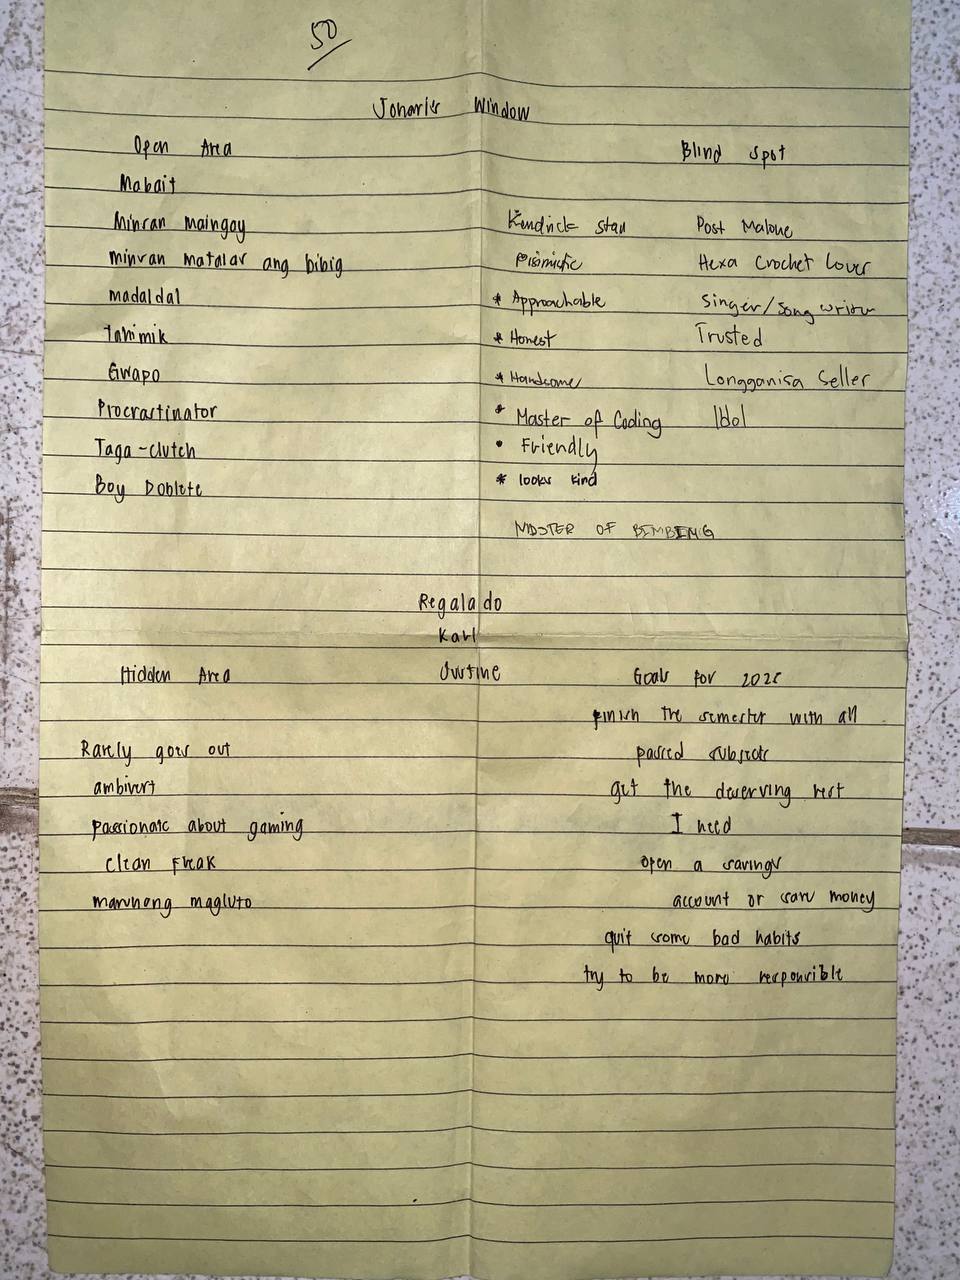 50
Joharis Window
Open Area
Mabait
Minsan maingay
minsan matalas ang bibig
madaldal
Tahimik
Gwapo
Procrastinator
Taga-clutch
Boy Doblete
Blind spot
Kendrick stan
* Approachable
* Honest
* Handsome
* Master of Coding
• Friendly
* looks kind
MASTER OF BEMBENG
Post Malone
Hexa Crochet Lover
Singer/Song writer
Trusted
Longganisa Seller
Idol
Regalado
Karl
Justine
Hidden Area
Rarely goes out
ambivert
passionate about gaming
clean freak
marunong magluto
Goals for 2025
finish the semester with all
passed subjects
get the deserving rest
I need
open a savings
account or save money
quit some bad habits
try to be more responsible